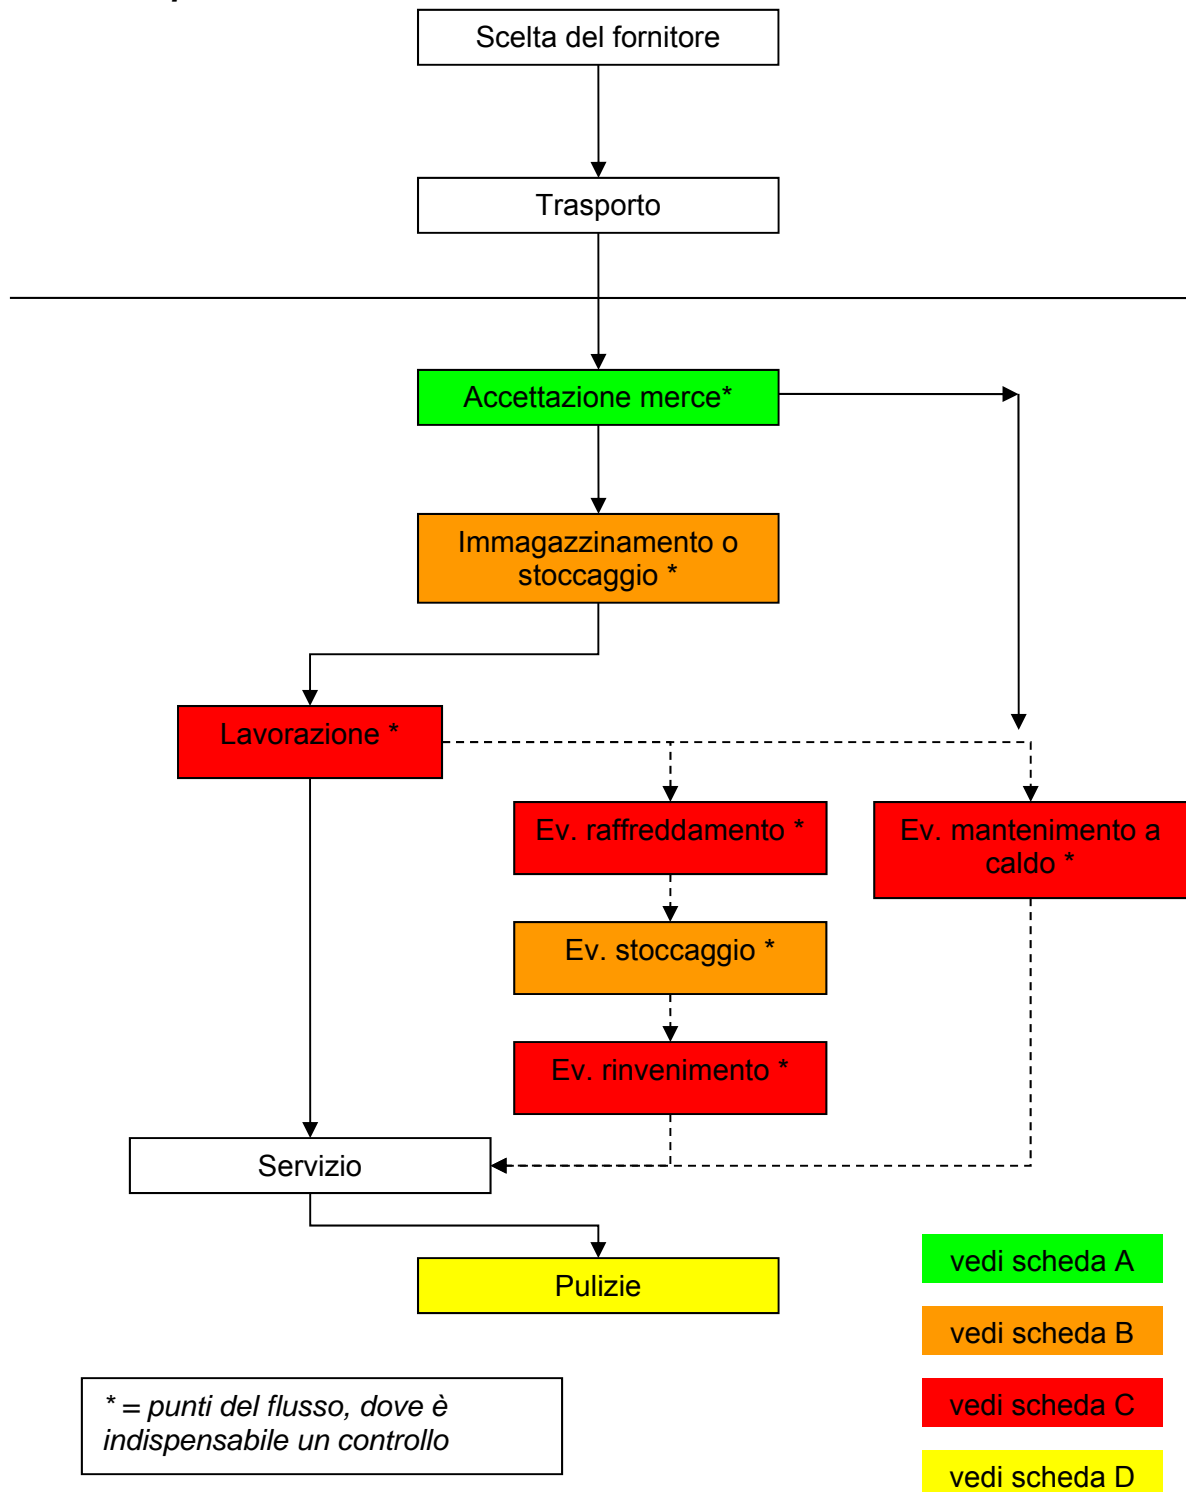 Scelta del fornitore
Trasporto
Accettazione merce*
Immagazzinamento o
stoccaggio *
Lavorazione *
Ev. raffreddamento *
Ev. mantenimento a
caldo *
Ev. stoccaggio *
Ev. rinvenimento *
Servizio
Pulizie
vedi scheda A
vedi scheda B
vedi scheda C
vedi scheda D
* = punti del flusso, dove è
indispensabile un controllo